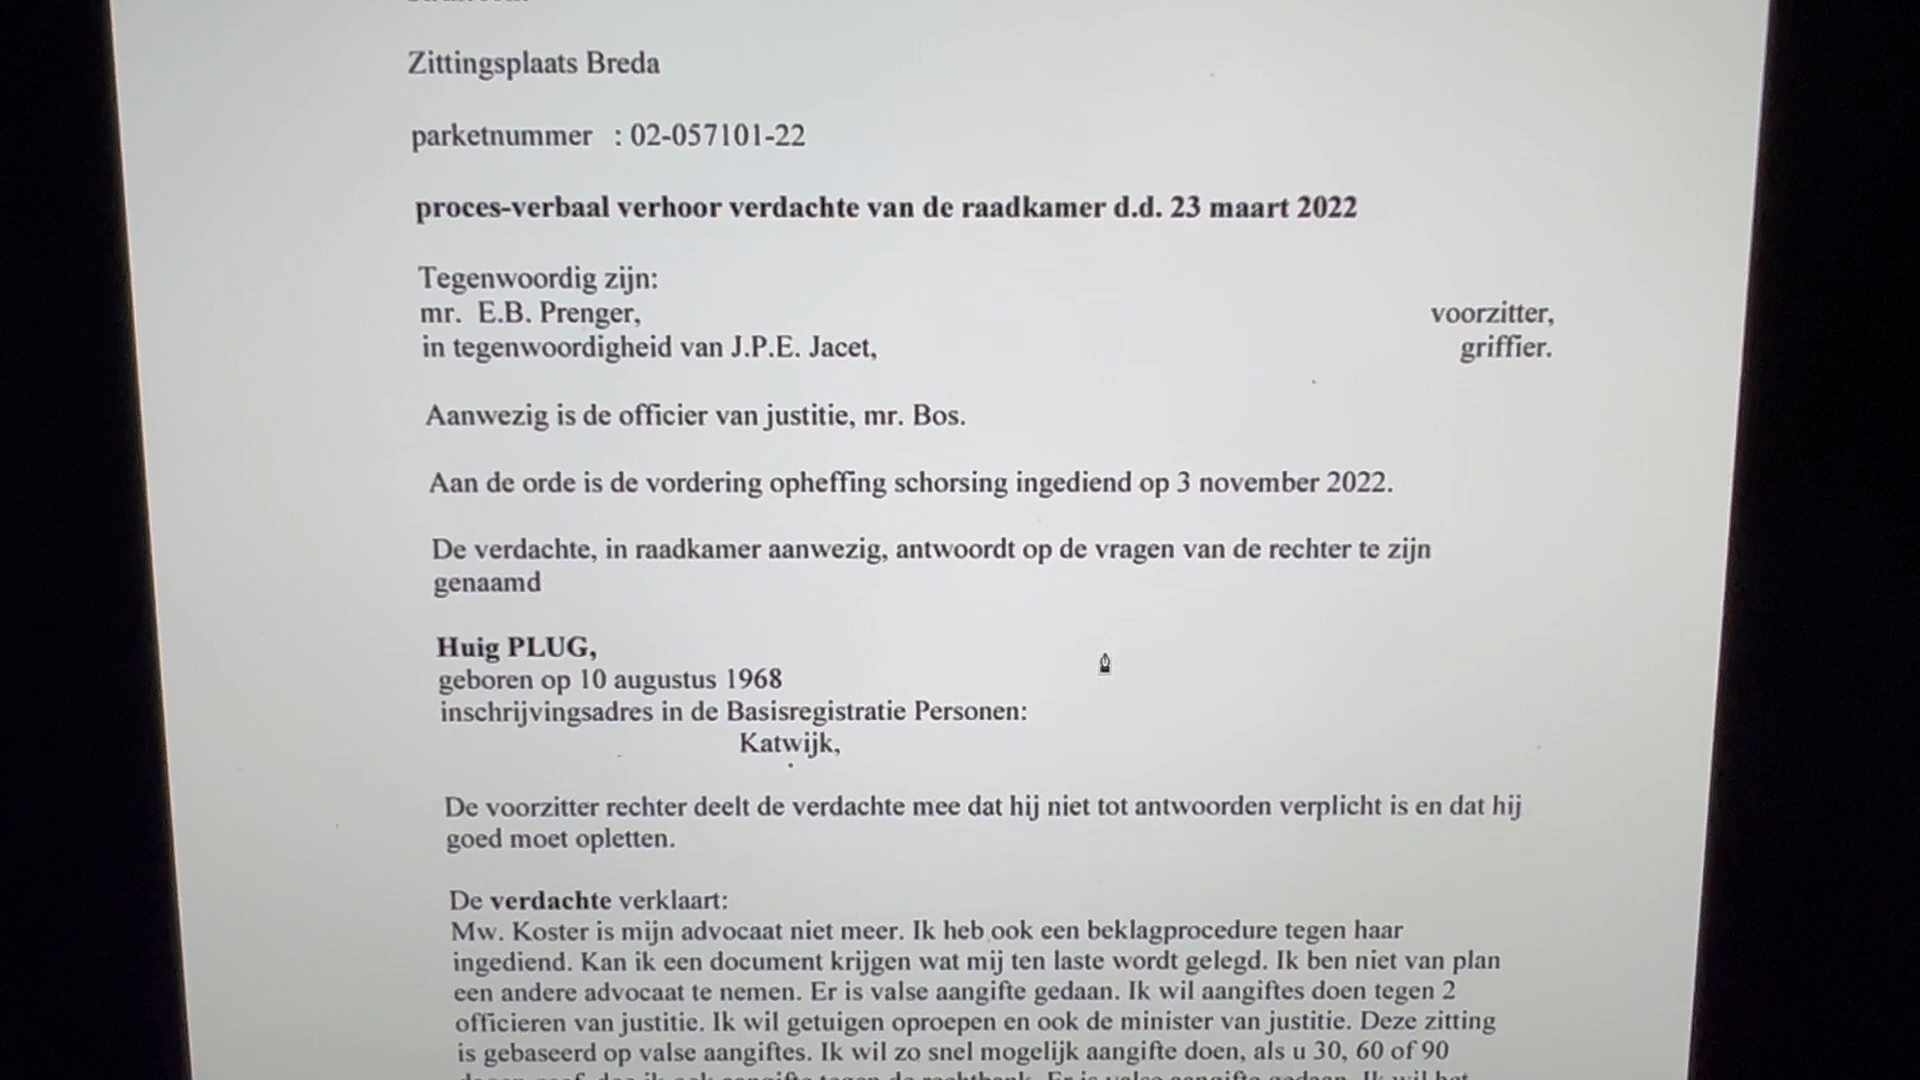 Zittingsplaats Breda
parketnummer : 02-057101-22
proces-verbaal verhoor verdachte van de raadkamer d.d. 23 maart 2022
Tegenwoordig zijn:
mr. E.B. Prenger, voorzitter,
in tegenwoordigheid van J.P.E. Jacet, griffier.
Aanwezig is de officier van justitie, mr. Bos.
Aan de orde is de vordering opheffing schorsing ingediend op 3 november 2022.
De verdachte, in raadkamer aanwezig, antwoordt op de vragen van de rechter te zijn
genaamd
Huig PLUG,
geboren op 10 augustus 1968
inschrijvingsadres in de Basisregistratie Personen:
Katwijk,
De voorzitter rechter deelt de verdachte mee dat hij niet tot antwoorden verplicht is en dat hij
goed moet opletten.
De verdachte verklaart:
Mw. Koster is mijn advocaat niet meer. Ik heb ook een beklagprocedure tegen haar
ingediend. Kan ik een document krijgen wat mij ten laste wordt gelegd. Ik ben niet van plan
een andere advocaat te nemen. Er is valse aangifte gedaan. Ik wil aangiftes doen tegen 2
officieren van justitie. Ik wil getuigen oproepen en ook de minister van justitie. Deze zitting
is gebaseerd op valse aangiftes. Ik wil zo snel mogelijk aangifte doen, als u 30, 60 of 90